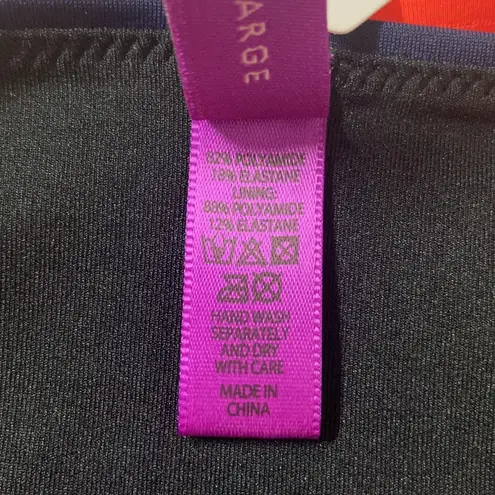 ARGE
82% POLYAMIDE
18% ELASTANE
LINING:
88% POLYAMIDE
12% ELASTANE
HAND WASH
SEPARATELY
AND DRY
WITH CARE
MADE IN
CHINA